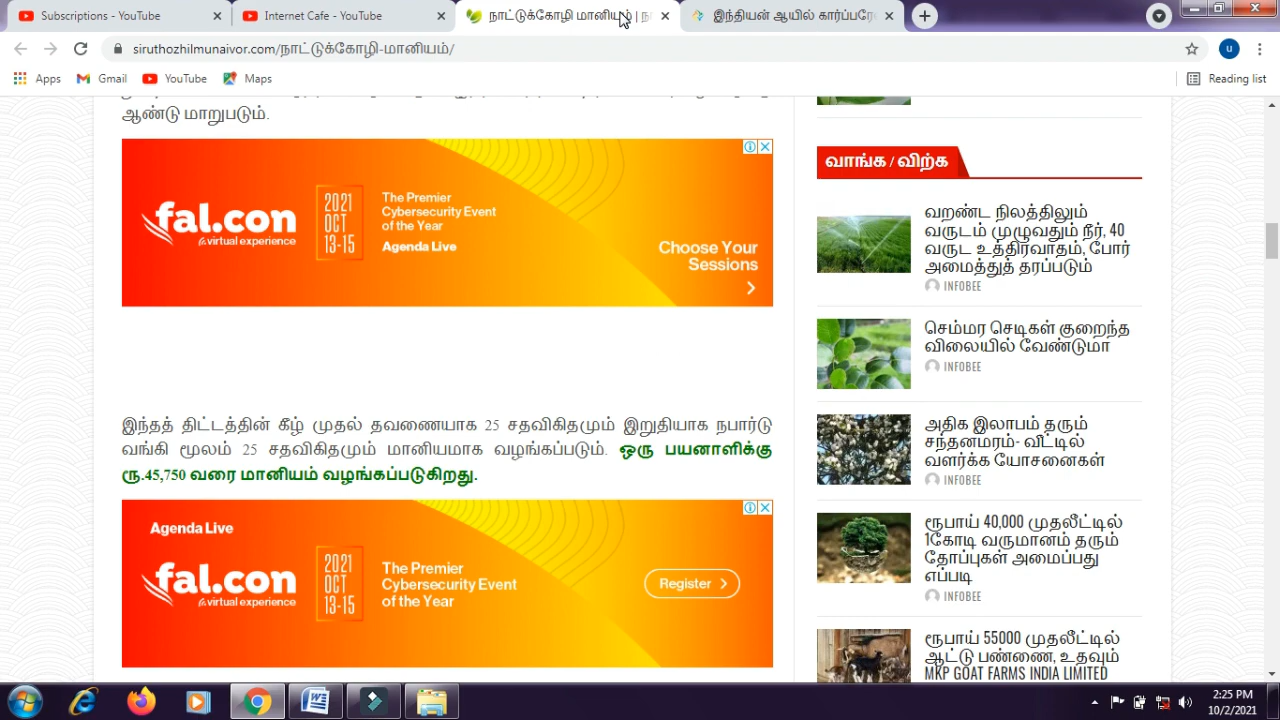 Subscriptions - YouTube
Internet Cafe - YouTube
நாட்டுக்கோழி மானியம் | ந
இந்தியன் ஆயில் கார்ப்பரே
siruthozhilmunaivor.com/நாட்டுக்கோழி-மானியம்/
u
Apps
Gmail
YouTube
Maps
Reading list
ஆண்டு மாறுபடும்.
fal.con
a virtual experience
2021
OCT
13-15
The Premier
Cybersecurity Event
of the Year
Agenda Live
Choose Your
Sessions
இந்தத் திட்டத்தின் கீழ் முதல் தவணையாக 25 சதவிகிதமும் இறுதியாக நபார்டு
வங்கி மூலம் 25 சதவிகிதமும் மானியமாக வழங்கப்படும். ஒரு பயனாளிக்கு
ரூ.45,750 வரை மானியம் வழங்கப்படுகிறது.
Agenda Live
fal.con
a virtual experience
2021
OCT
13-15
The Premier
Cybersecurity Event
of the Year
Register
வாங்க / விற்க
வறண்ட நிலத்திலும்
வருடம் முழுவதும் நீர், 40
வருட உத்திரவாதம், போர்
அமைத்துத் தரப்படும்
INFOBEE
செம்மர செடிகள் குறைந்த
விலையில் வேண்டுமா
INFOBEE
அதிக இலாபம் தரும்
சந்தனமரம்- வீட்டில்
வளர்க்க யோசனைகள்
INFOBEE
ரூபாய் 40,000 முதலீட்டில்
1கோடி வருமானம் தரும்
தோப்புகள் அமைப்பது
எப்படி
INFOBEE
ரூபாய் 55000 முதலீட்டில்
ஆட்டு பண்ணை, உதவும்
MKP GOAT FARMS INDIA LIMITED
2:25 PM
10/2/2021